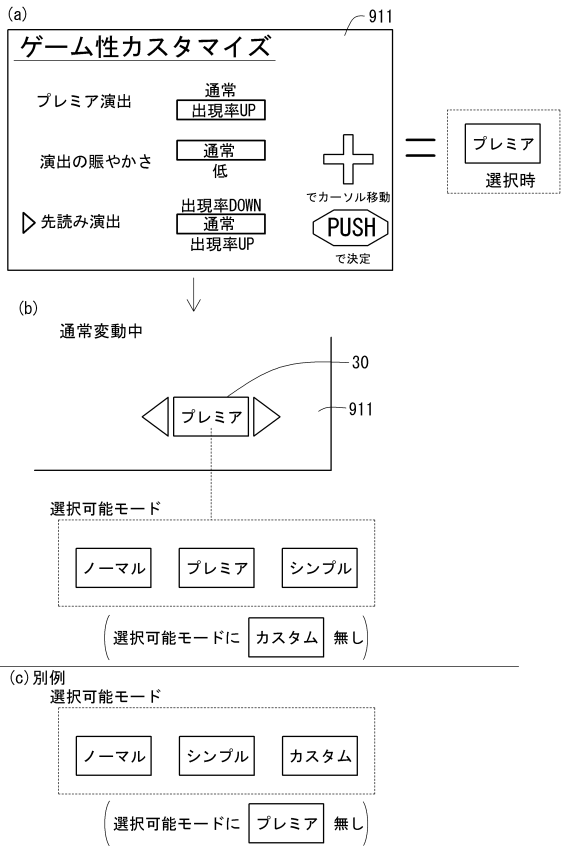 (a)
911
ゲーム性カスタマイズ
プレミア演出
通常
出現率UP
演出の賑やかさ
通常
低
先読み演出
出現率DOWN
通常
出現率UP
でカーソル移動
PUSH
で決定
プレミア
選択時
(b)
通常変動中
30
プレミア
911
選択可能モード
ノーマル プレミア シンプル
(選択可能モードに カスタム 無し)
(c)別例
選択可能モード
ノーマル シンプル カスタム
(選択可能モードに プレミア 無し)